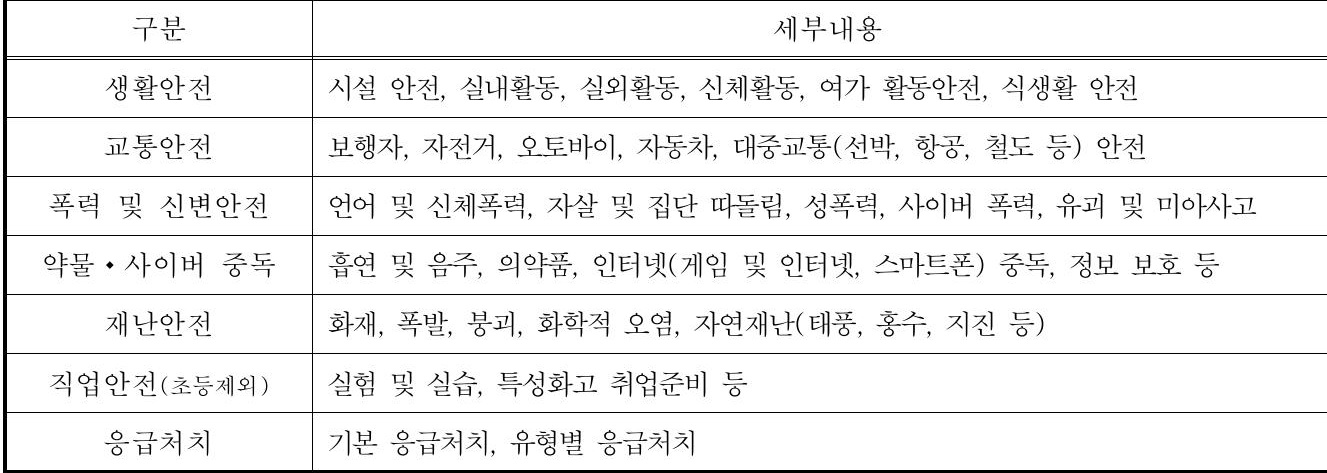 구분 세부내용
생활안전 시설 안전, 실내활동, 실외활동, 신체활동, 여가 활동안전, 식생활 안전
교통안전 보행자, 자전거, 오토바이, 자동차, 대중교통(선박, 항공, 철도 등) 안전
폭력 및 신변안전 언어 및 신체폭력, 자살 및 집단 따돌림, 성폭력, 사이버 폭력, 유괴 및 미아사고
약물◆사이버 중독 흡연 및 음주, 의약품, 인터넷(게임 및 인터넷, 스마트폰) 중독, 정보 보호 등
재난안전 화재, 폭발, 붕괴, 화학적 오염, 자연재난(태풍, 홍수, 지진 등)
직업안전(초등제외) 실험 및 실습, 특성화고 취업준비 등
응급처치 기본 응급처치, 유형별 응급처치